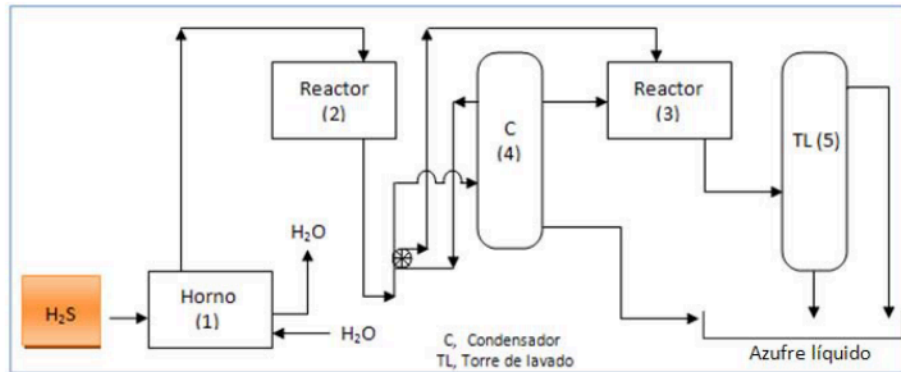 Reactor
(2)
C
(4)
Reactor
(3)
TL (5)
H₂O
H₂S
Horno
(1)
H₂O
C, Condensador
TL, Torre de lavado
Azufre líquido